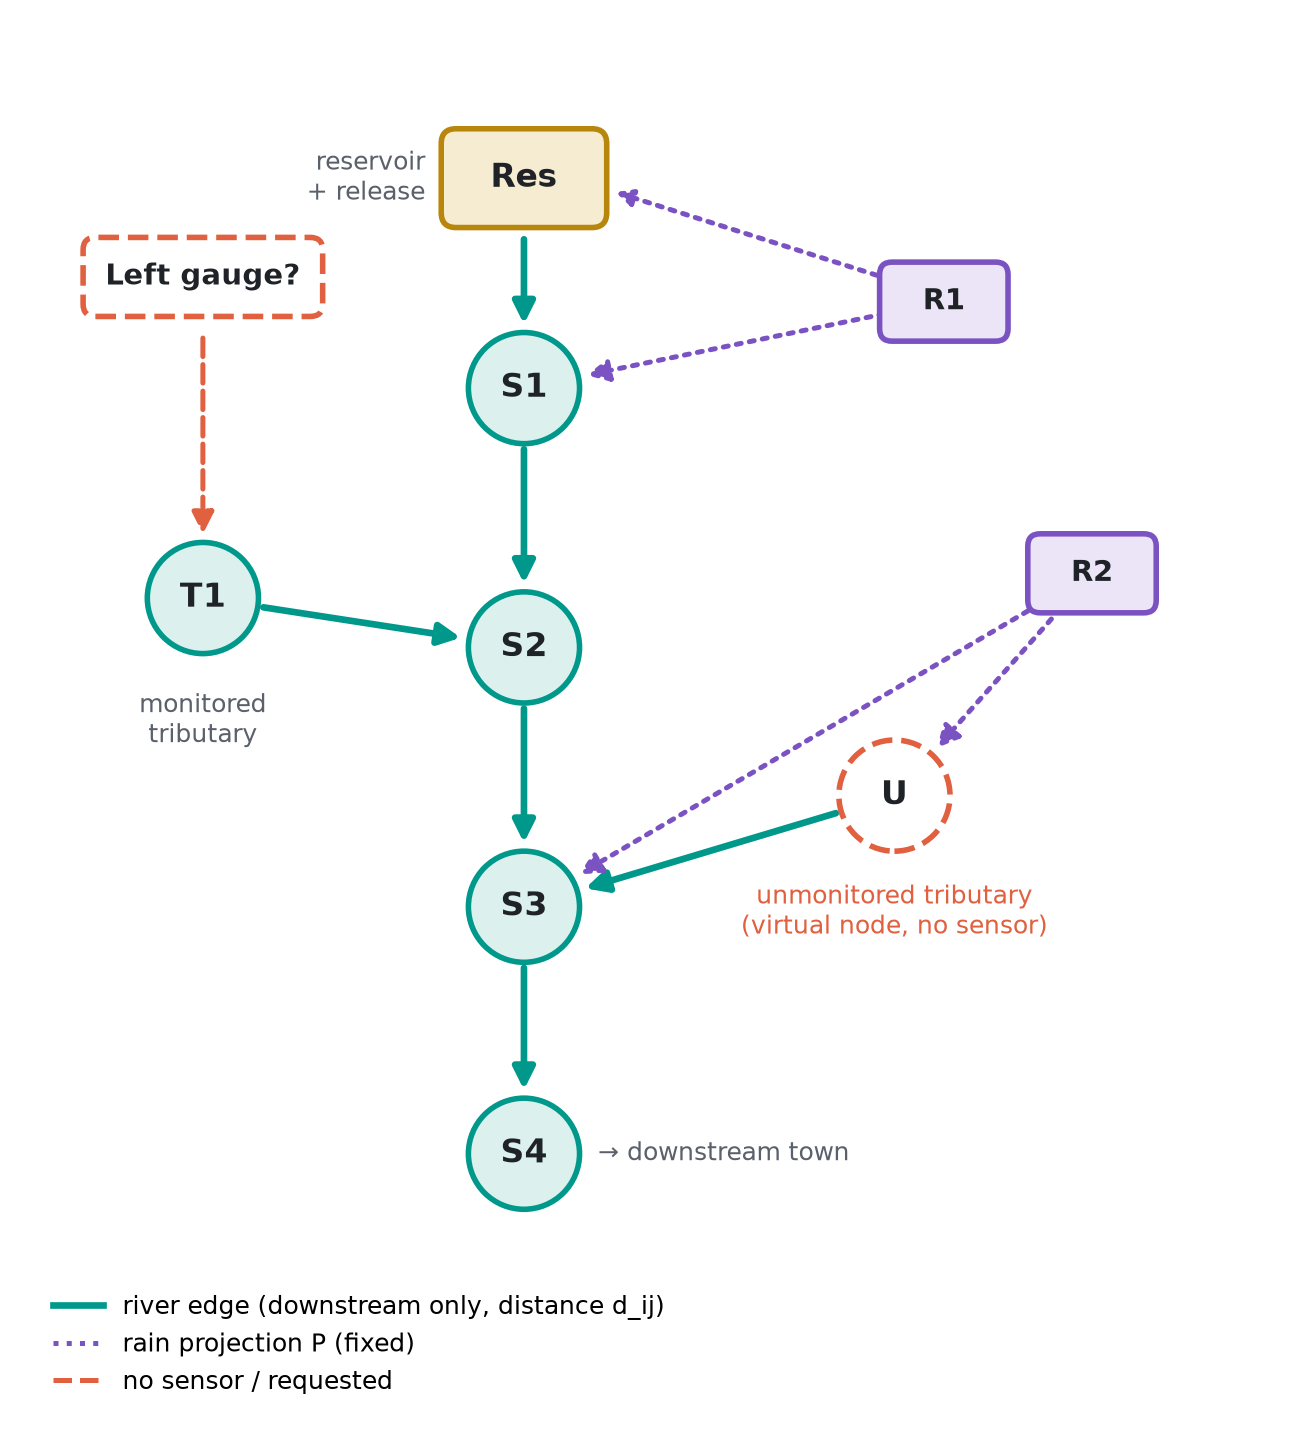 reservoir
+ release
Res
Left gauge?
R1
S1
R2
T1
S2
monitored
tributary
U
S3
unmonitored tributary
(virtual node, no sensor)
S4
→ downstream town
river edge (downstream only, distance d_ij)
rain projection P (fixed)
no sensor / requested